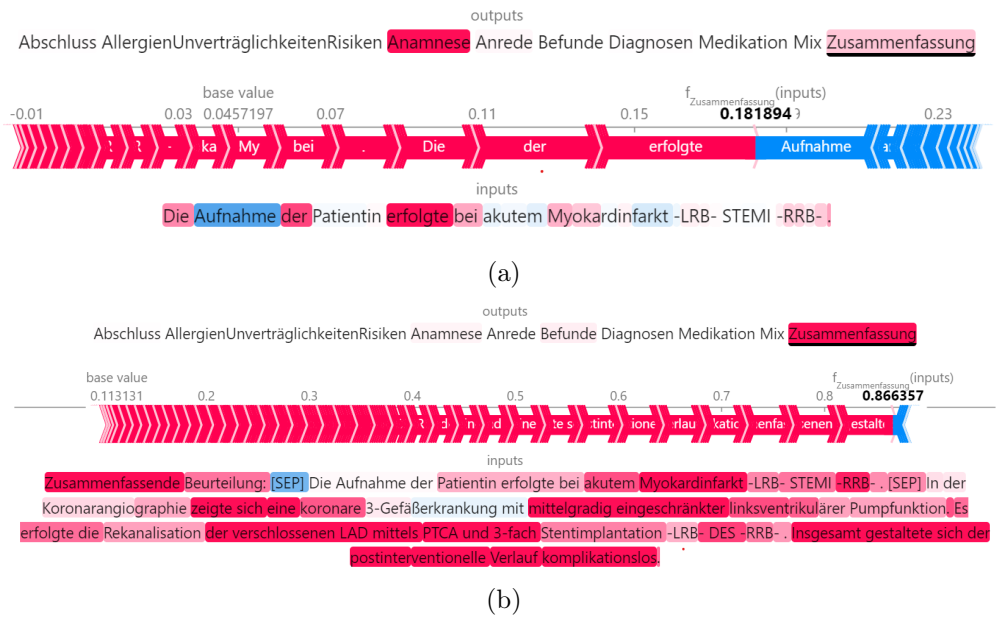 outputs
Abschluss AllergienUnverträglichkeitenRisiken Anamnese Anrede Befunde Diagnosen Medikation Mix Zusammenfassung
base value
f Zusammenfassung (inputs)
-0.01 0.03 0.0457197 0.07 0.11 0.15 0.181894 0.23
ka My bei . Die der erfolgte Aufnahme
inputs
Die Aufnahme der Patientin erfolgte bei akutem Myokardinfarkt -LRB- STEMI -RRB- .
(a)
outputs
Abschluss AllergienUnverträglichkeitenRisiken Anamnese Anrede Befunde Diagnosen Medikation Mix Zusammenfassung
base value f Zusammenfassung (inputs)
0.113131 0.2 0.3 0.4 0.5 0.6 0.7 0.8 0.866357
inputs
Zusammenfassende Beurteilung: [SEP] Die Aufnahme der Patientin erfolgte bei akutem Myokardinfarkt -LRB- STEMI -RRB- . [SEP] In der
Koronarangiographie zeigte sich eine koronare 3-Gefäßerkrankung mit mittelgradig eingeschränkter linksventrikulärer Pumpfunktion. Es
erfolgte die Rekanalisation der verschlossenen LAD mittels PTCA und 3-fach Stentimplantation -LRB- DES -RRB- . Insgesamt gestaltete sich der
postinterventionelle Verlauf komplikationslos.
(b)